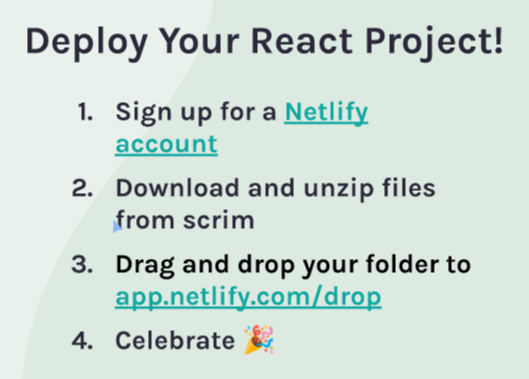 Deploy Your React Project!
1. Sign up for a Netlify
account
2. Download and unzip files
from scrim
3. Drag and drop your folder to
app.netlify.com/drop
4. Celebrate 🎉